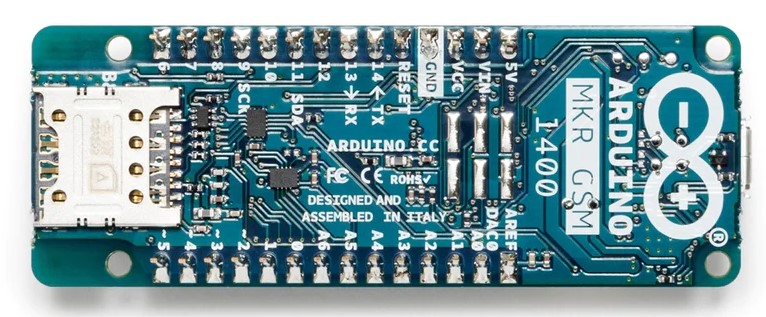 6
7
8
9
10
11 SDA
12
13→RX
14←TX
RESET
GND
VCC
VIN
5V
ARDUINO.CC
FC CE ROHS✓
DESIGNED AND
ASSEMBLED IN ITALY
ARDUINO
MKR GSM
1400
®
~5
~4
~3
~2
1
0
A6
A5
A4
A3
A2
A1
A0
DAC0
AREF